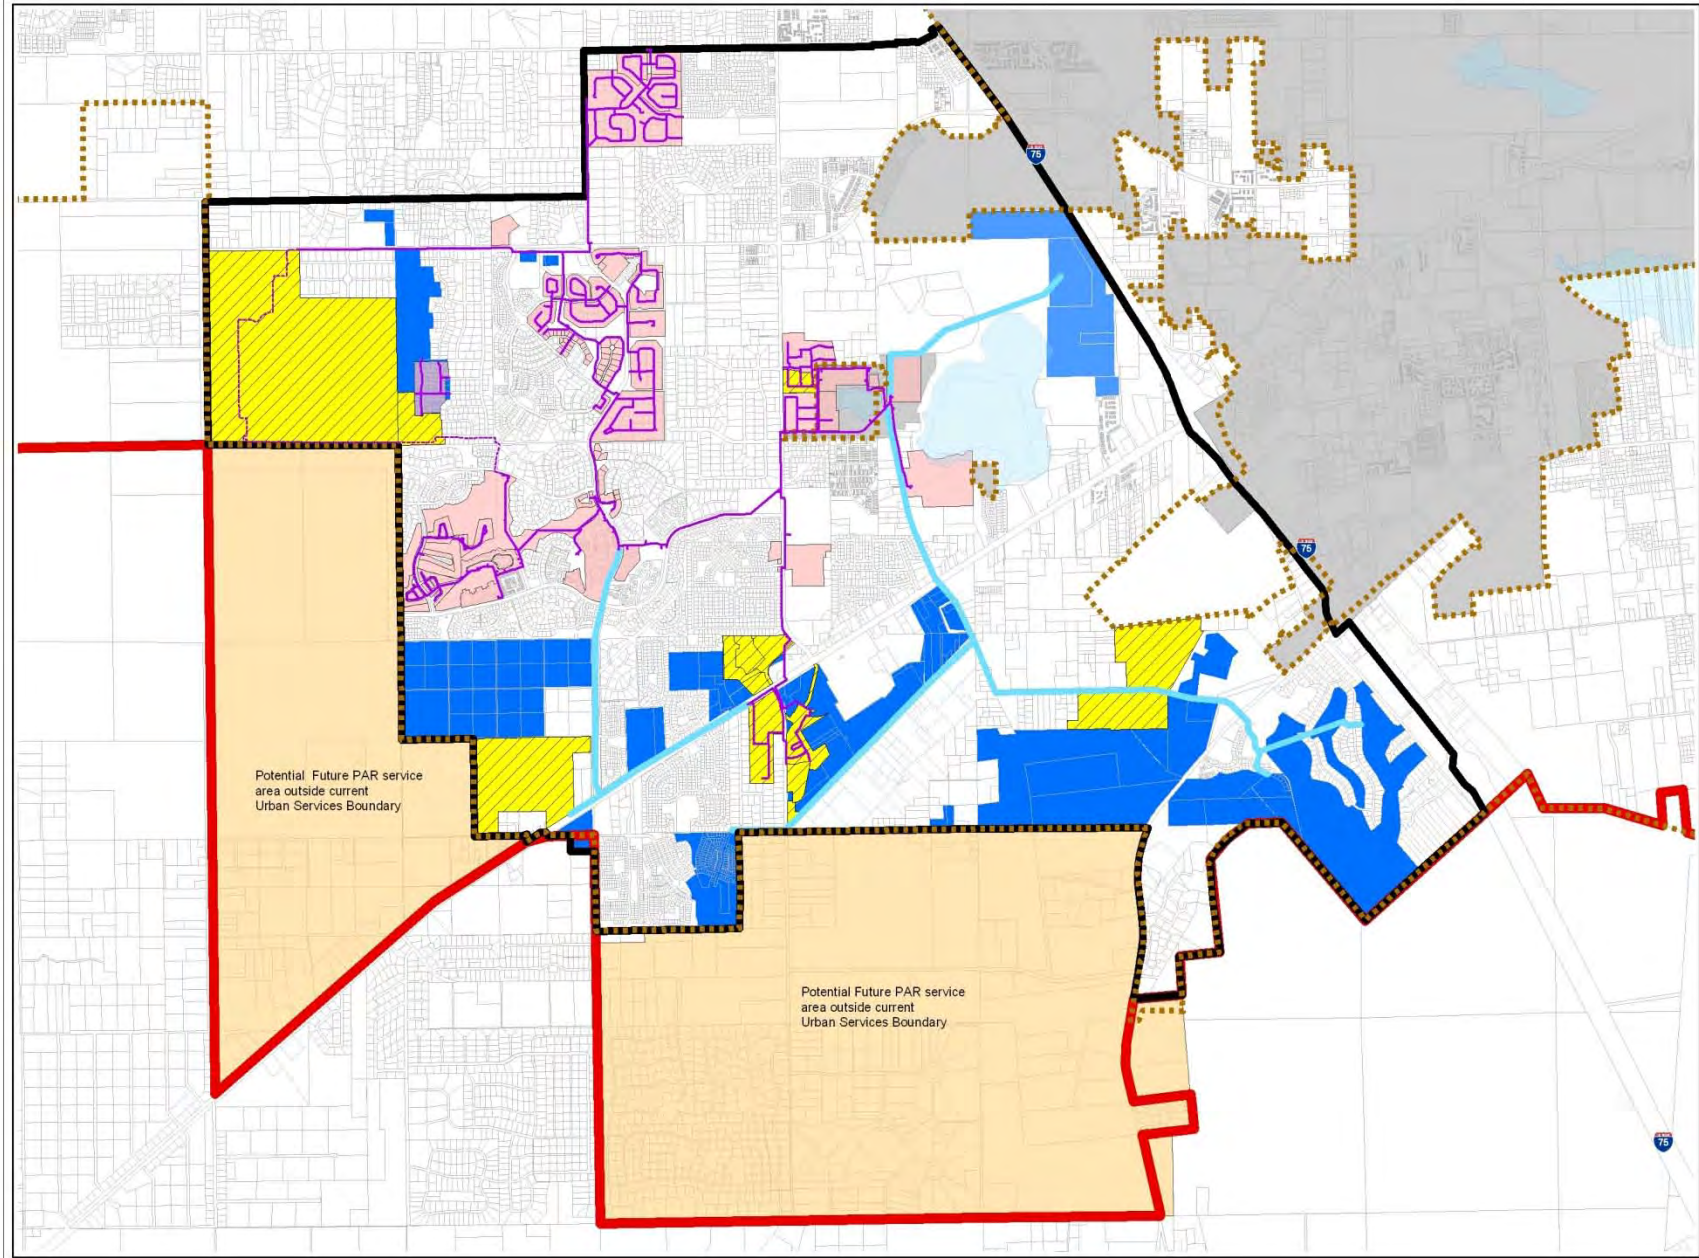 75
75
Potential Future PAR service
area outside current
Urban Services Boundary
Potential Future PAR service
area outside current
Urban Services Boundary
75